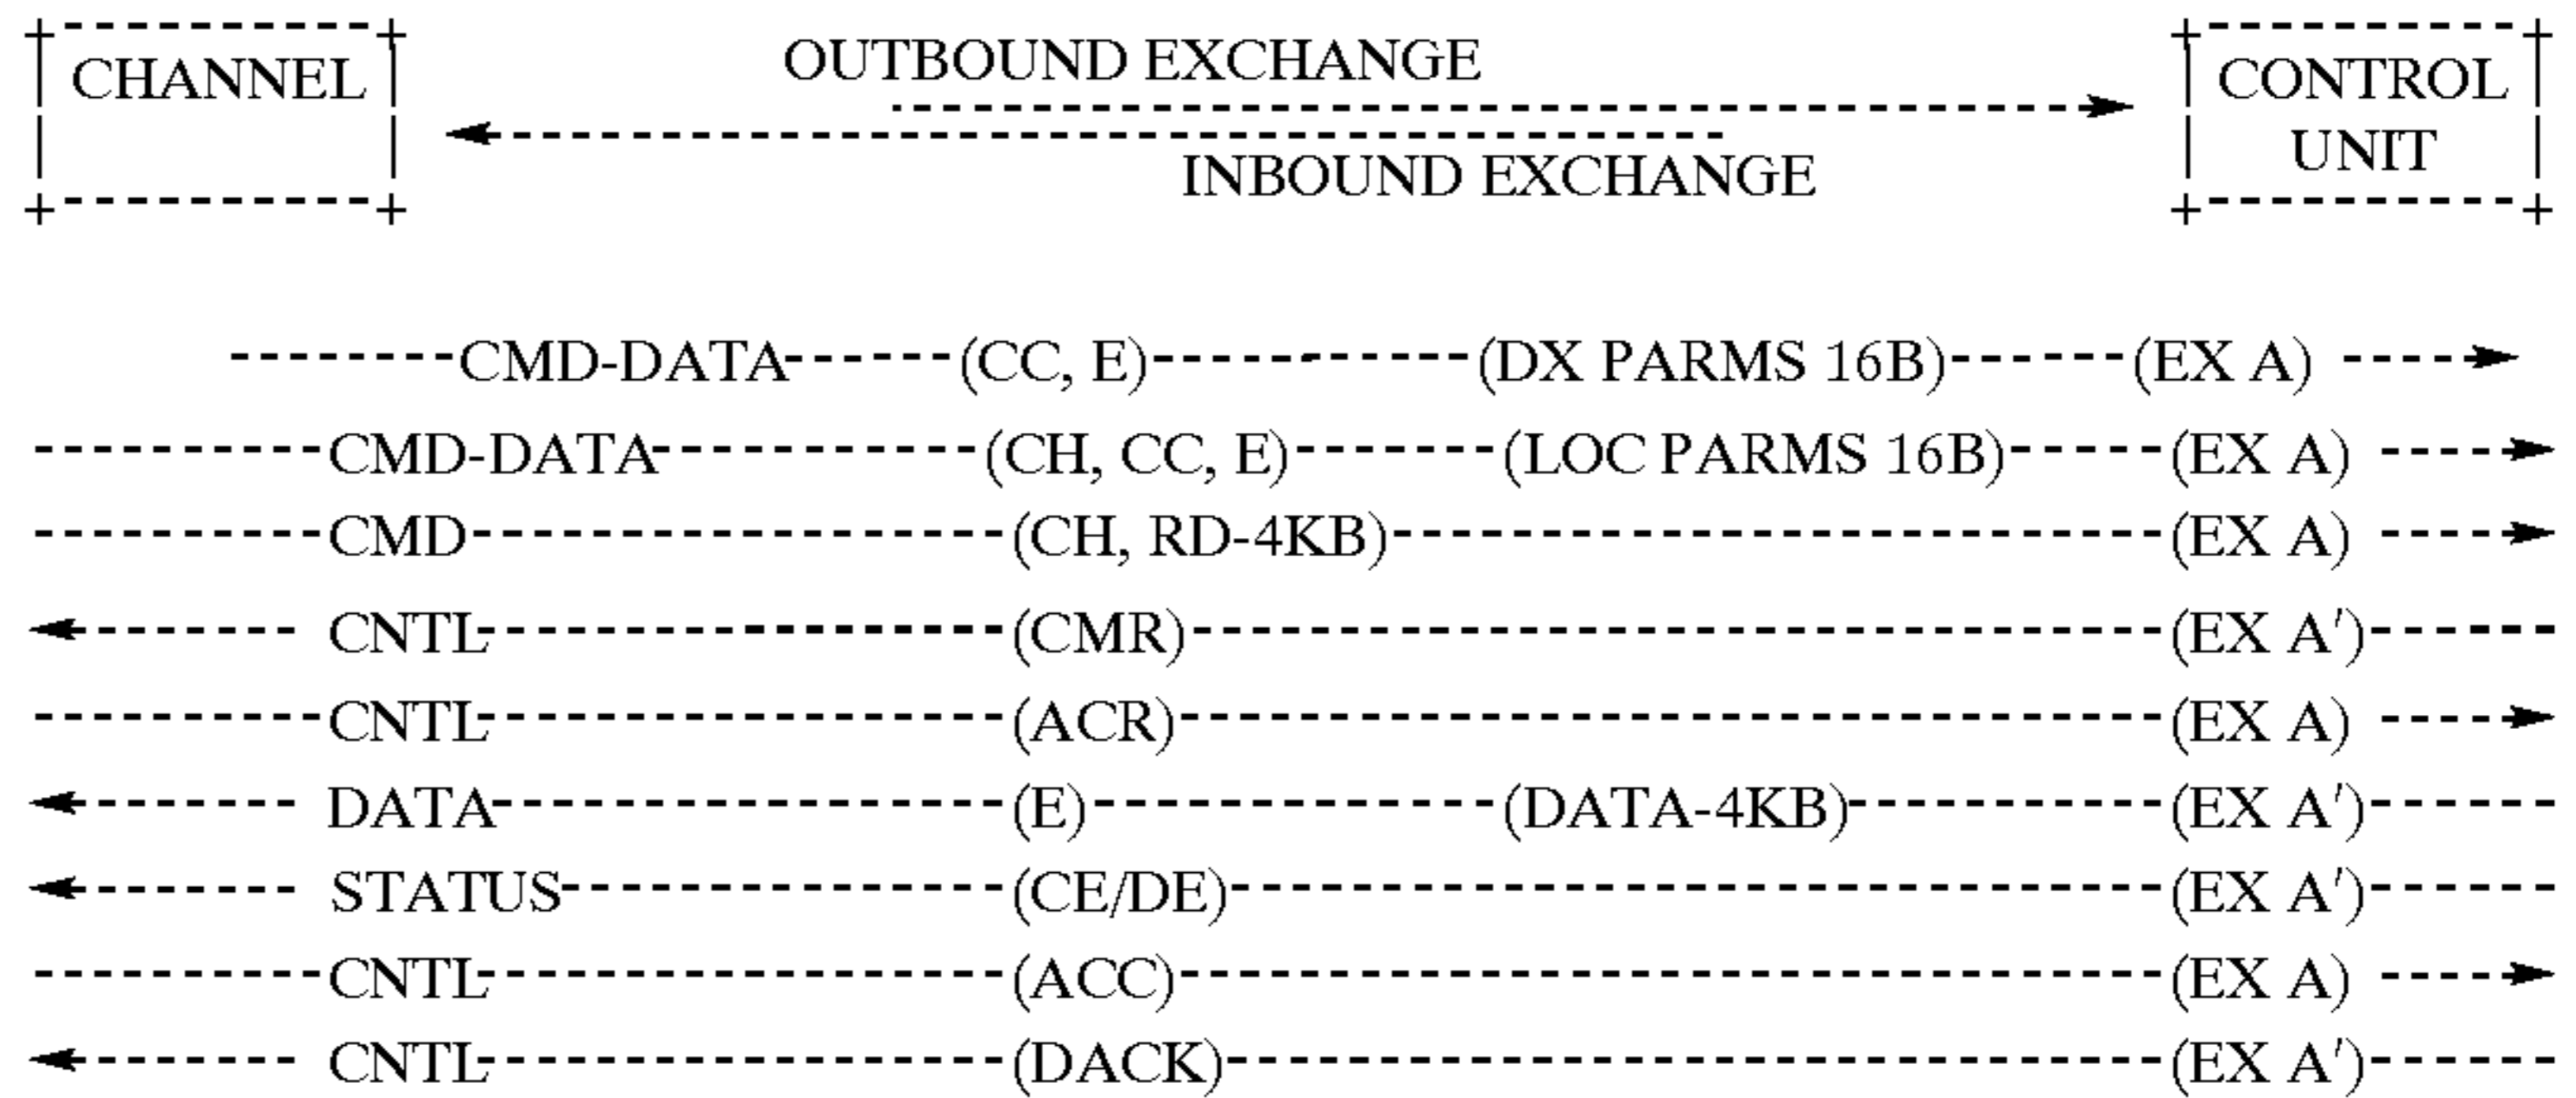 CHANNEL
OUTBOUND EXCHANGE
INBOUND EXCHANGE
CONTROL
UNIT
CMD-DATA (CC, E) (DX PARMS 16B) (EX A)
CMD-DATA (CH, CC, E) (LOC PARMS 16B) (EX A)
CMD (CH, RD-4KB) (EX A)
CNTL (CMR) (EX A')
CNTL (ACR) (EX A)
DATA (E) (DATA-4KB) (EX A')
STATUS (CE/DE) (EX A')
CNTL (ACC) (EX A)
CNTL (DACK) (EX A')